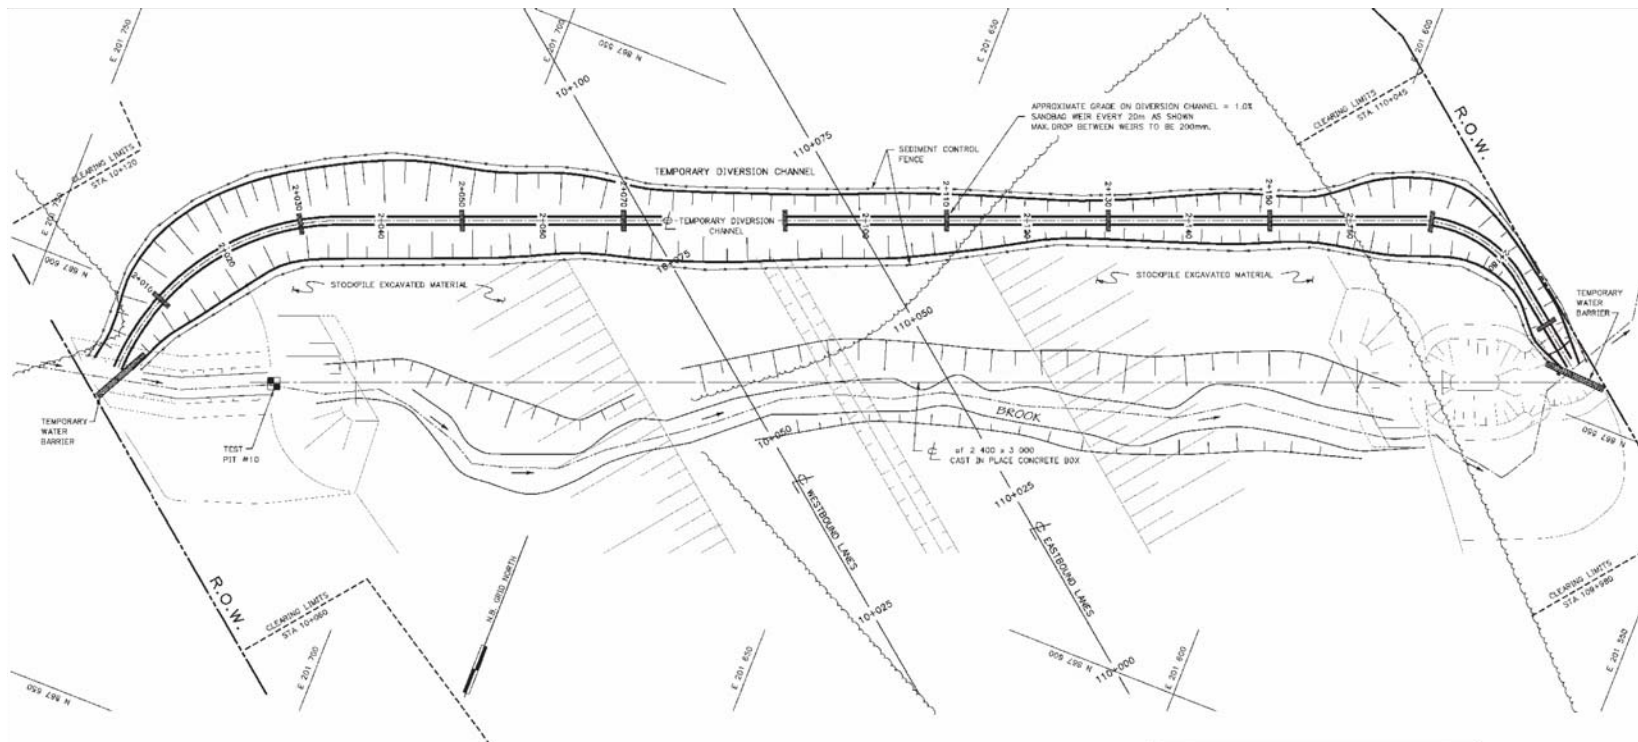 E 201 750
E 201 700
N 867 550
E 201 650
201 600
10+100
110+075
APPROXIMATE GRADE ON DIVERSION CHANNEL = 1.0%
SANDBAG WEIR EVERY 20m AS SHOWN
MAX. DROP BETWEEN WEIRS TO BE 200mm.
CLEARING LIMITS
STA. 110+045
R.O.W.
CLEARING LIMITS
STA. 10+120
SEDIMENT CONTROL
FENCE
TEMPORARY DIVERSION CHANNEL
E 201 750
N 867 600
2+010
2+020
2+030
2+040
2+050
2+060
2+070
TEMPORARY DIVERSION
CHANNEL
2+100
2+110
2+120
2+130
2+140
2+150
2+160
10+075
STOCKPILE EXCAVATED MATERIAL
STOCKPILE EXCAVATED MATERIAL
TEMPORARY
WATER
BARRIER
110+050
TEMPORARY
WATER
BARRIER
TEST
PIT #10
BROOK
10+050
℄ of 2 400 x 3 000
CAST IN PLACE CONCRETE BOX
N 867 550
110+025
WESTBOUND LANES
EASTBOUND LANES
R.O.W.
CLEARING LIMITS
STA 10+060
N.B. GRID NORTH
10+025
CLEARING LIMITS
STA. 109+980
N 867 650
E 201 700
E 201 650
N 867 600
110+000
E 201 600
E 201 550